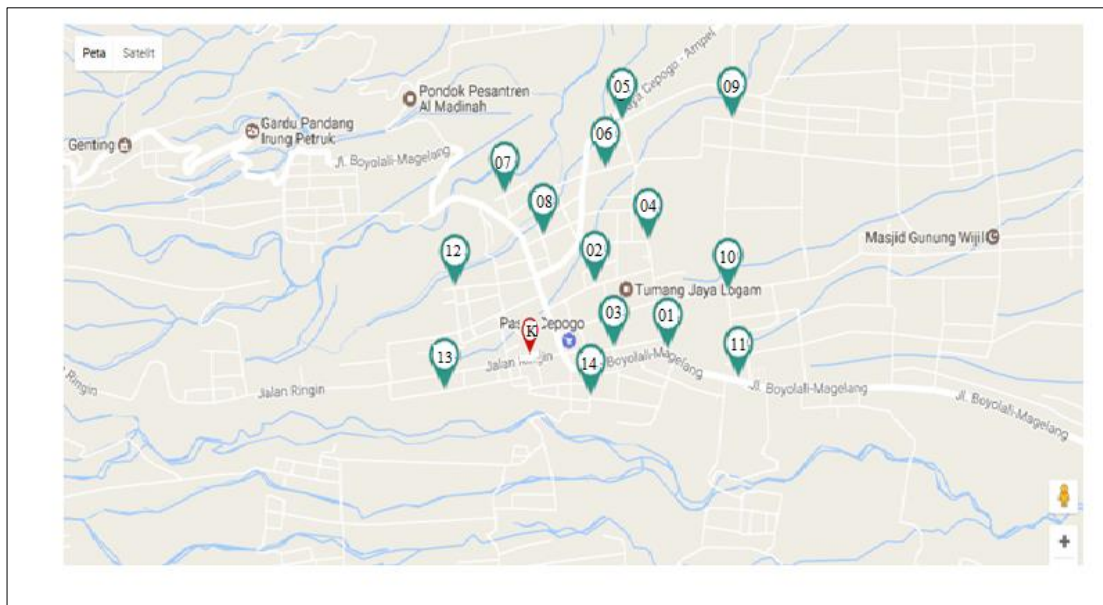 Peta Satelit
05
aya Cepogo - Ampel
09
Pondok Pesantren
Al Madinah
06
Gardu Pandang
Irung Petruk
Genting
Jl. Boyolali-Magelang
07
08
04
Masjid Gunung Wijil
12
02
10
Tumang Jaya Logam
03
01
Pasar Cepogo
K
11
13
Jalan Ringin
14
Boyolali-Magelang
Jalan Ringin
Jl. Boyolali-Magelang
Ringin
Jl. Boyolali-Magelang
+